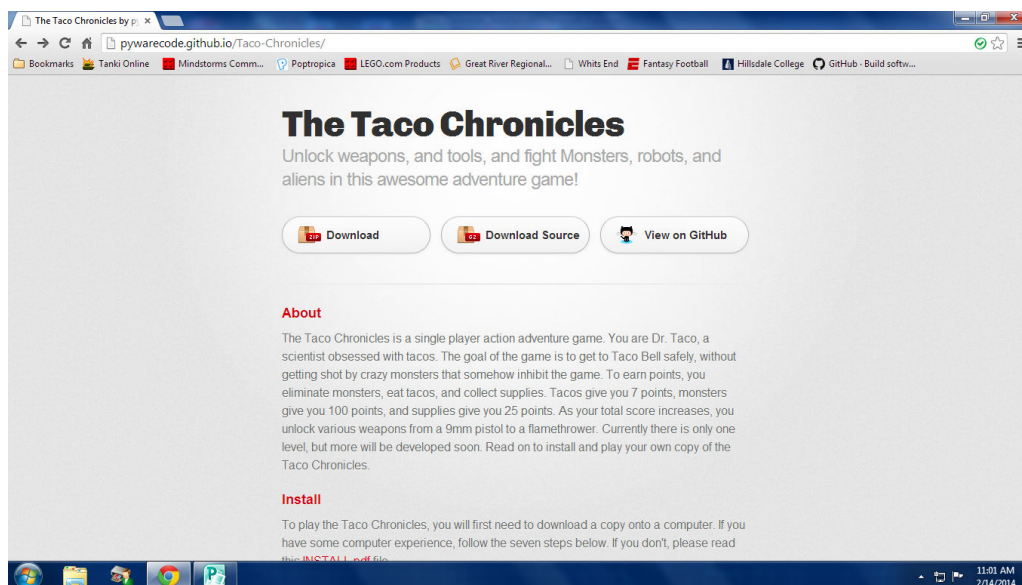 The Taco Chronicles by p
pywarecode.github.io/Taco-Chronicles/
Bookmarks Tanki Online Mindstorms Comm... Poptropica LEGO.com Products Great River Regional... Whits End Fantasy Football Hillsdale College GitHub · Build softw...
The Taco Chronicles
Unlock weapons, and tools, and fight Monsters, robots, and
aliens in this awesome adventure game!
ZIP Download GZ Download Source View on GitHub
About
The Taco Chronicles is a single player action adventure game. You are Dr. Taco, a
scientist obsessed with tacos. The goal of the game is to get to Taco Bell safely, without
getting shot by crazy monsters that somehow inhibit the game. To earn points, you
eliminate monsters, eat tacos, and collect supplies. Tacos give you 7 points, monsters
give you 100 points, and supplies give you 25 points. As your total score increases, you
unlock various weapons from a 9mm pistol to a flamethrower. Currently there is only one
level, but more will be developed soon. Read on to install and play your own copy of the
Taco Chronicles.
Install
To play the Taco Chronicles, you will first need to download a copy onto a computer. If you
have some computer experience, follow the seven steps below. If you don't, please read
this INSTALL.pdf file
11:01 AM
2/14/2014